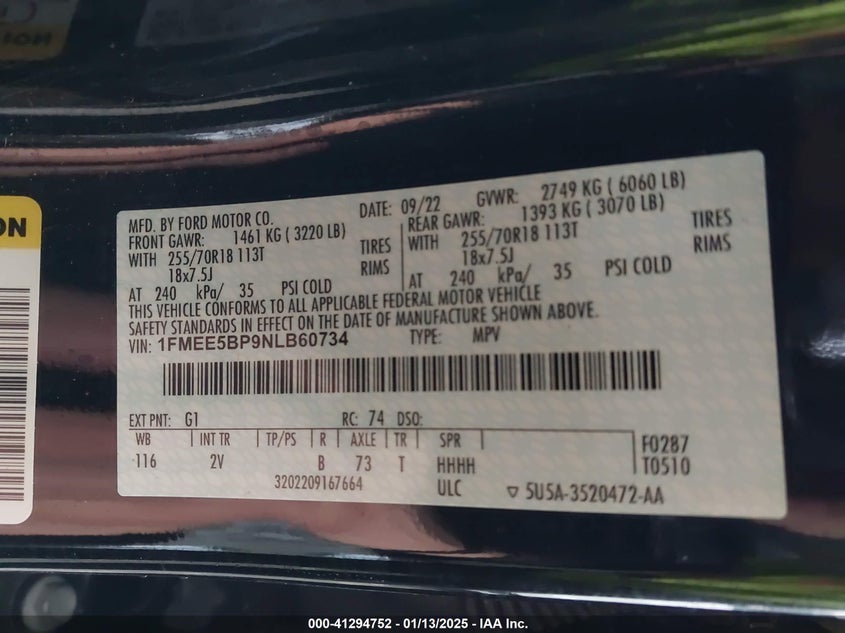 ON
MFD. BY FORD MOTOR CO.
DATE: 09/22 GVWR: 2749 KG ( 6060 LB)
FRONT GAWR: 1461 KG ( 3220 LB)
WITH 255/70R18 113T TIRES
18x7.5J RIMS
AT 240 kPa/ 35 PSI COLD
REAR GAWR: 1393 KG ( 3070 LB)
WITH 255/70R18 113T TIRES
18x7.5J RIMS
AT 240 kPa/ 35 PSI COLD
THIS VEHICLE CONFORMS TO ALL APPLICABLE FEDERAL MOTOR VEHICLE
SAFETY STANDARDS IN EFFECT ON THE DATE OF MANUFACTURE SHOWN ABOVE.
VIN: 1FMEE5BP9NLB60734 TYPE: MPV
EXT PNT: G1 RC: 74 DSO:
WB INT TR TP/PS R AXLE TR SPR
116 2V B 73 T HHHH
F0287
T0510
3202209167664 ULC
5U5A-3520472-AA
000-41294752 - 01/13/2025 - IAA Inc.